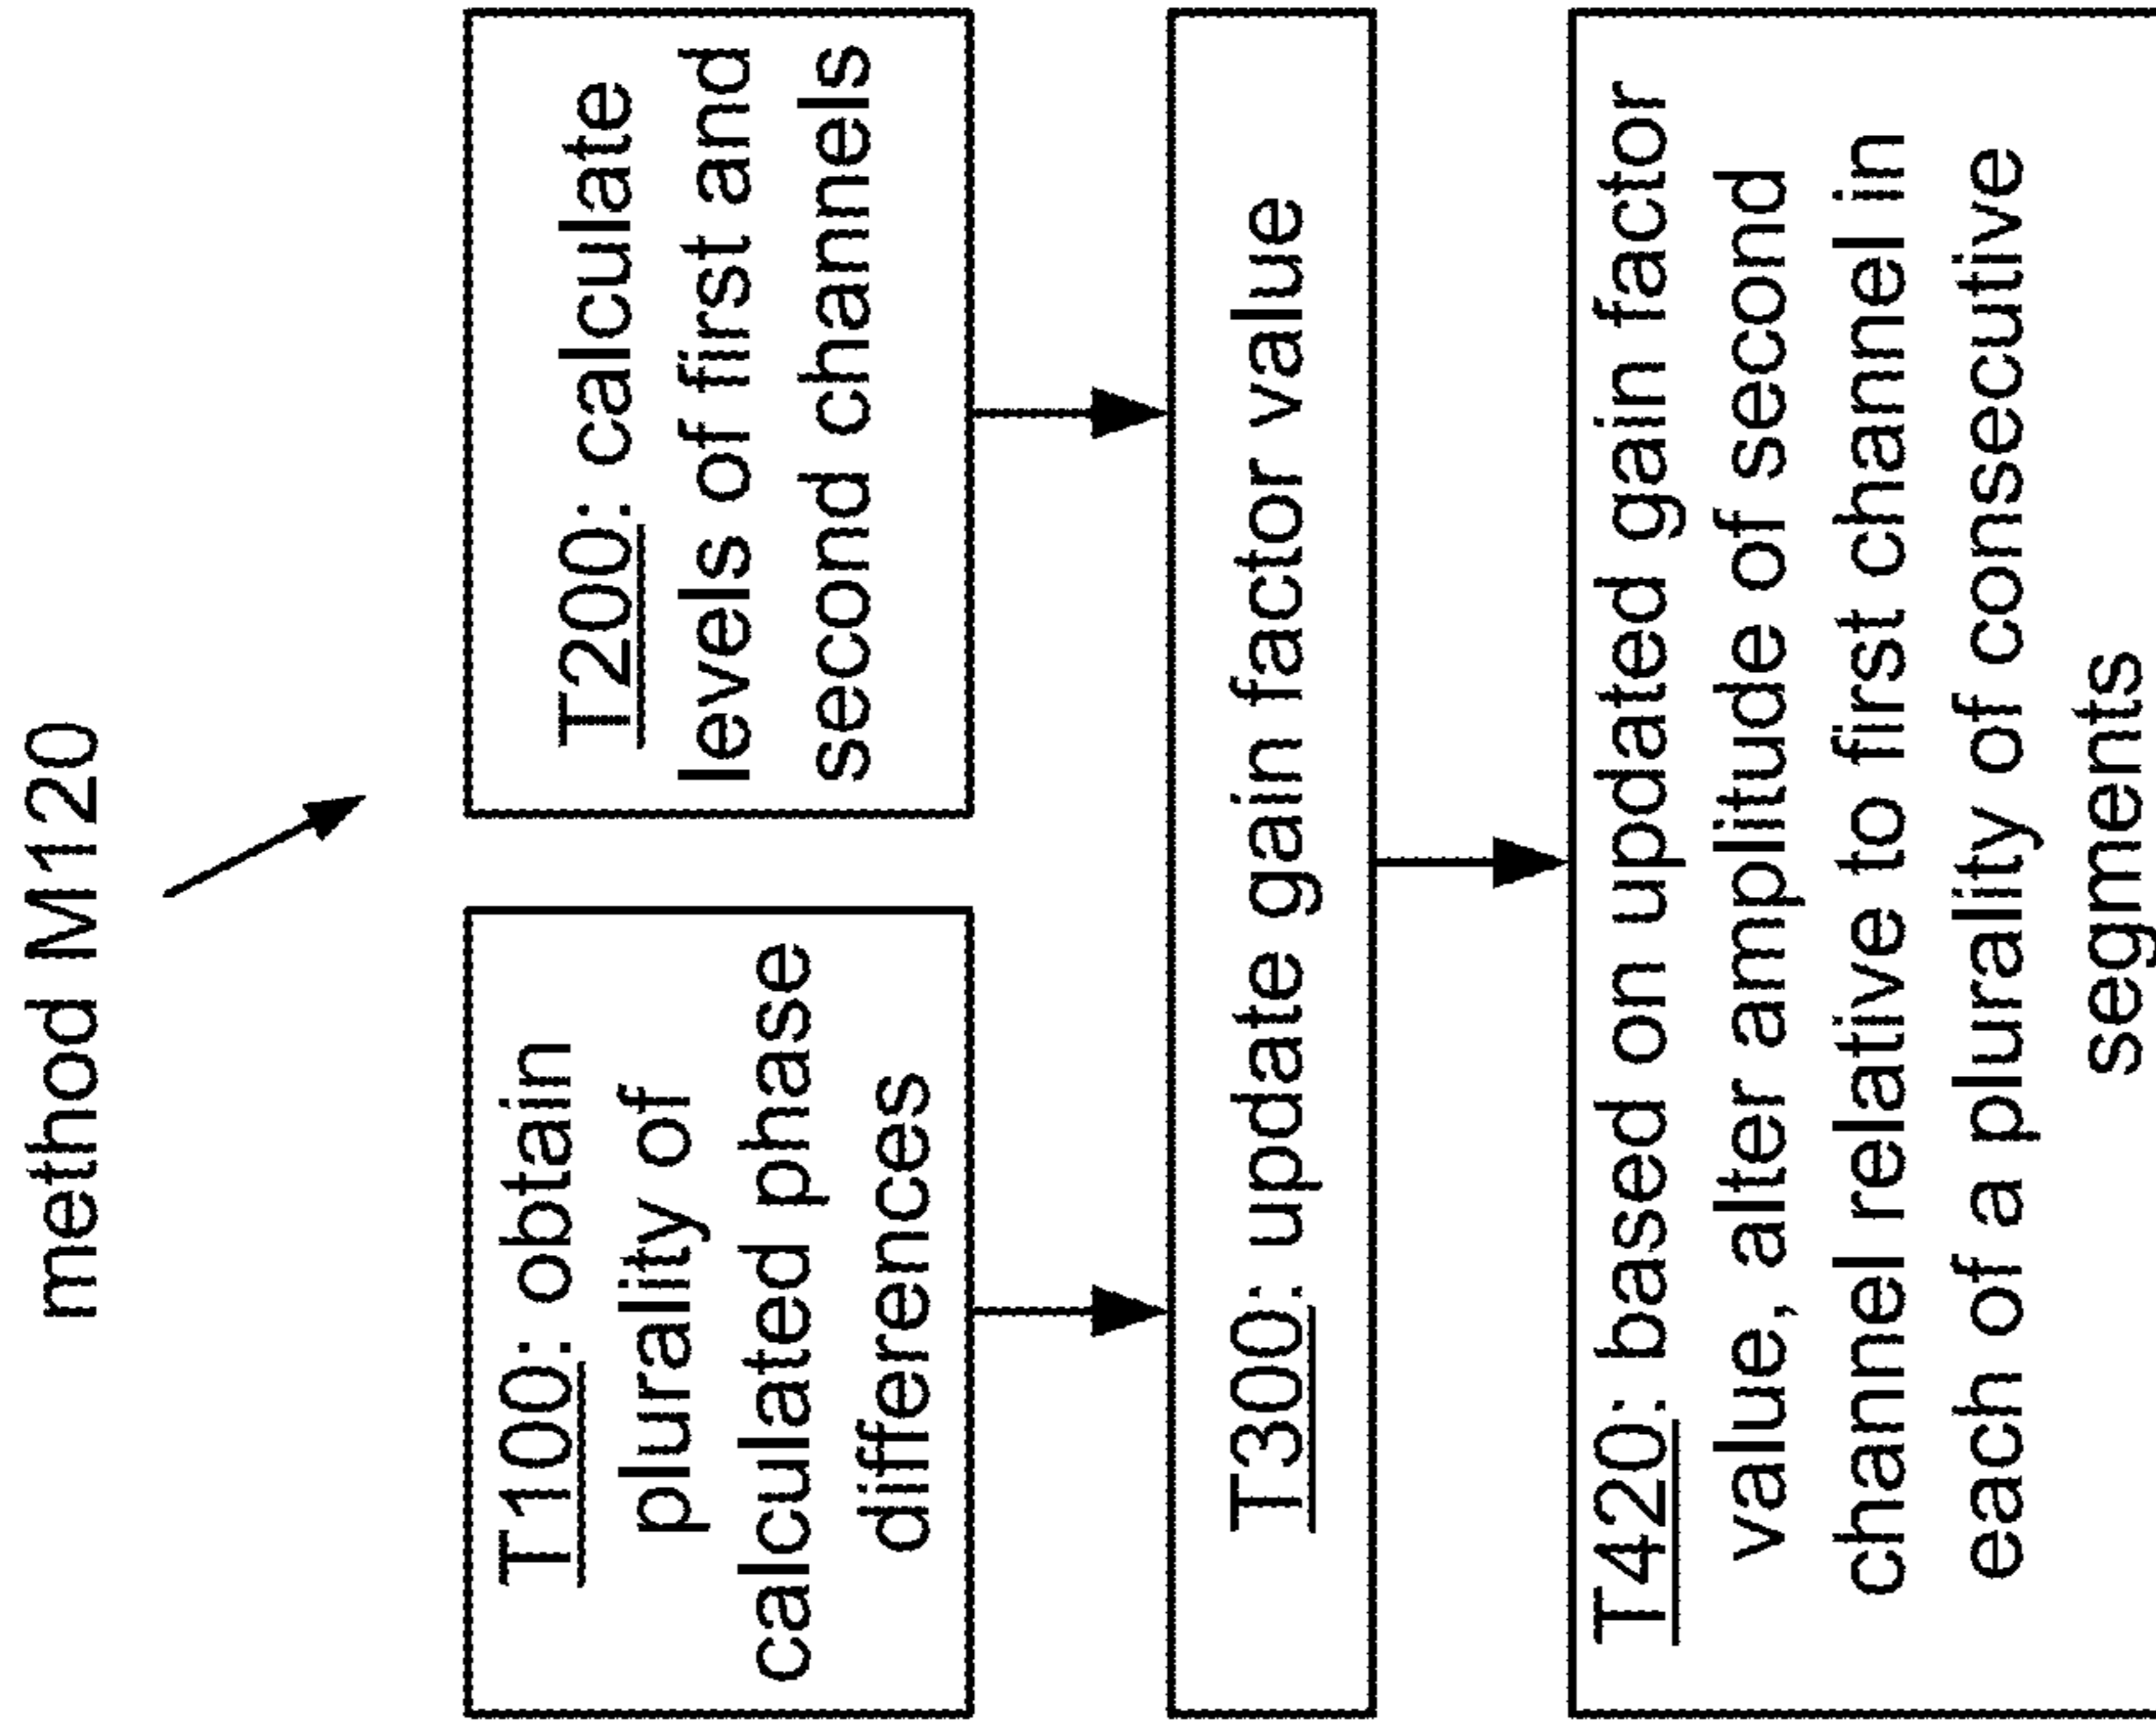 method M120
T100: obtain
plurality of
calculated phase
differences
T200: calculate
levels of first and
second channels
T300: update gain factor value
T420: based on updated gain factor
value, alter amplitude of second
channel relative to first channel in
each of a plurality of consecutive
segments